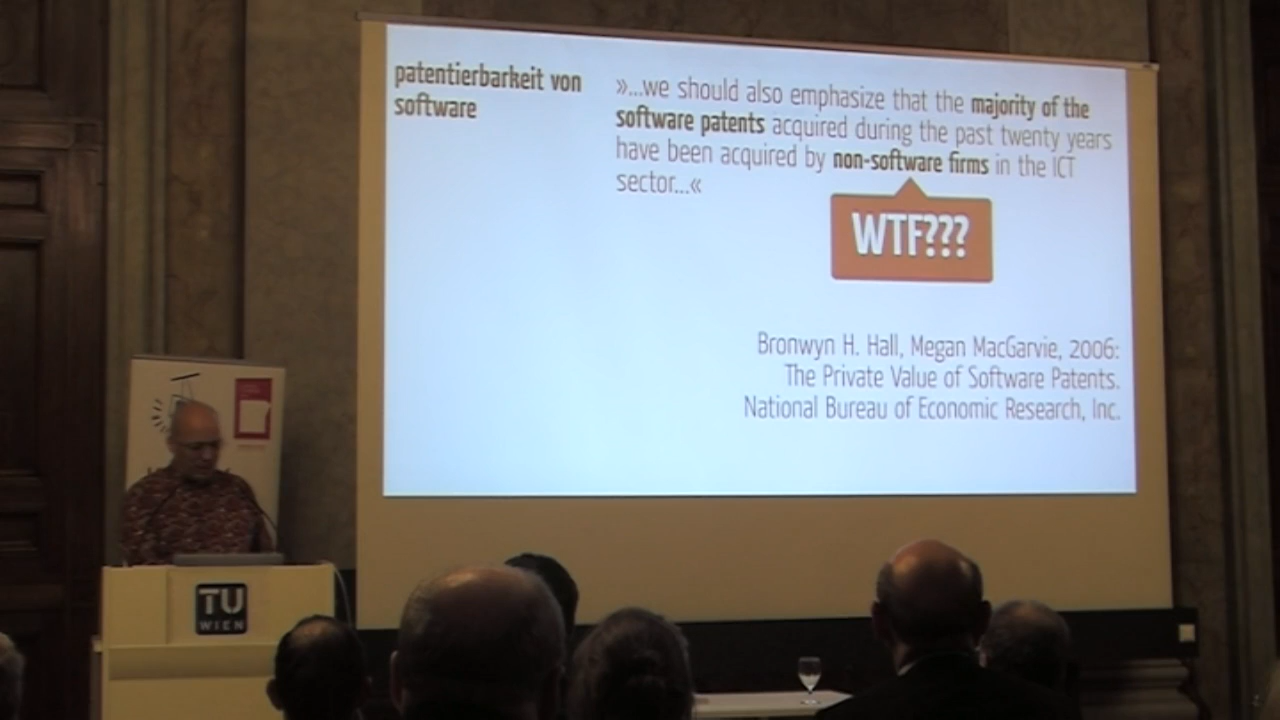 patentierbarkeit von
software
»...we should also emphasize that the majority of the
software patents acquired during the past twenty years
have been acquired by non-software firms in the ICT
sector...«
WTF???
Bronwyn H. Hall, Megan MacGarvie, 2006:
The Private Value of Software Patents.
National Bureau of Economic Research, Inc.
TU
WIEN